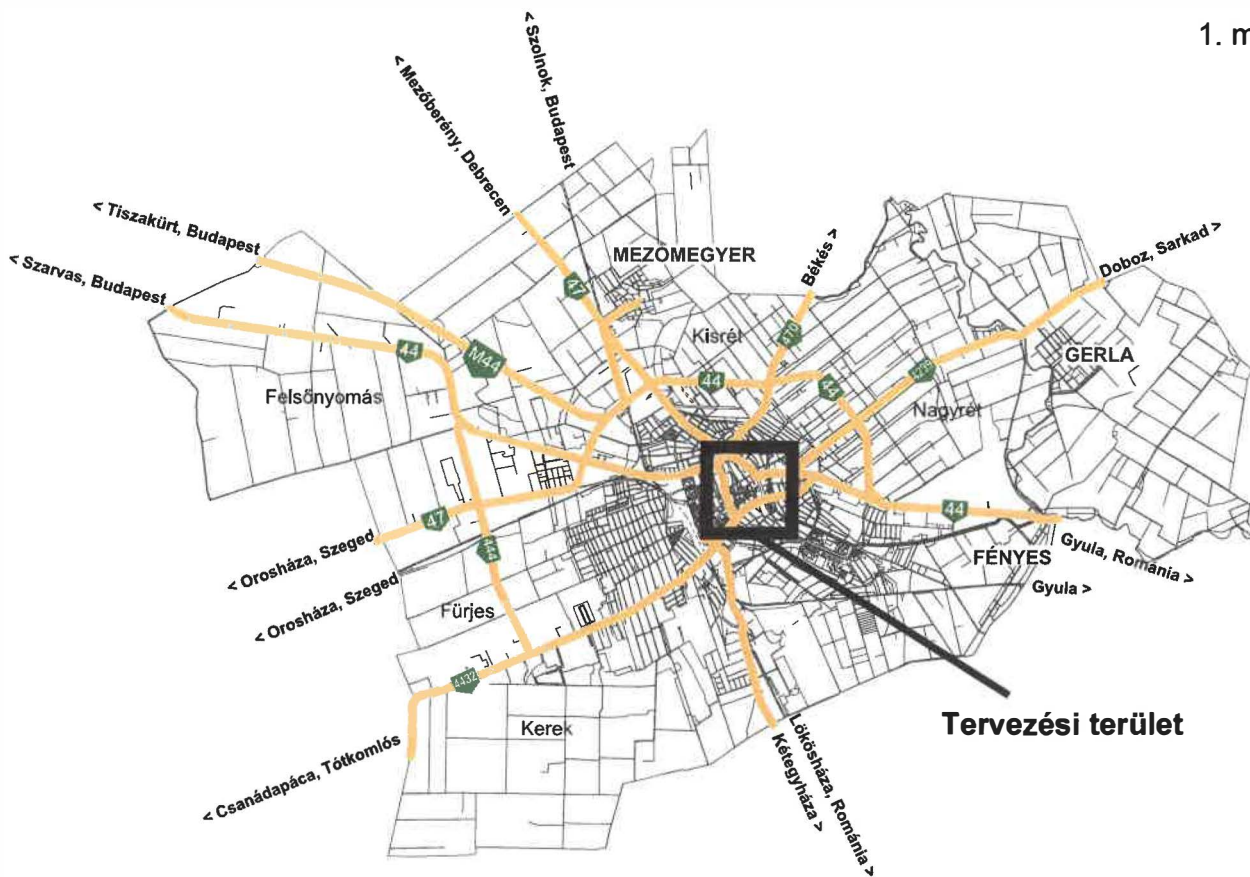 1. m
< Szolnok, Budapest
< Mezőberény, Debrecen
< Tiszakürt, Budapest
< Szarvas, Budapest
MEZŐMEGYER
Békés >
Doboz, Sarkad >
47
Kisrét
470
44
M44
44
44
GERLA
Felsőnyomás
Nagyrét
47
44
444
FÉNYES
Gyula, Románia >
Gyula >
< Orosháza, Szeged
< Orosháza, Szeged
Fürjes
4432
Kerek
Tervezési terület
< Csanádapáca, Tótkomlós
Lökösháza, Románia >
Kétegyháza >